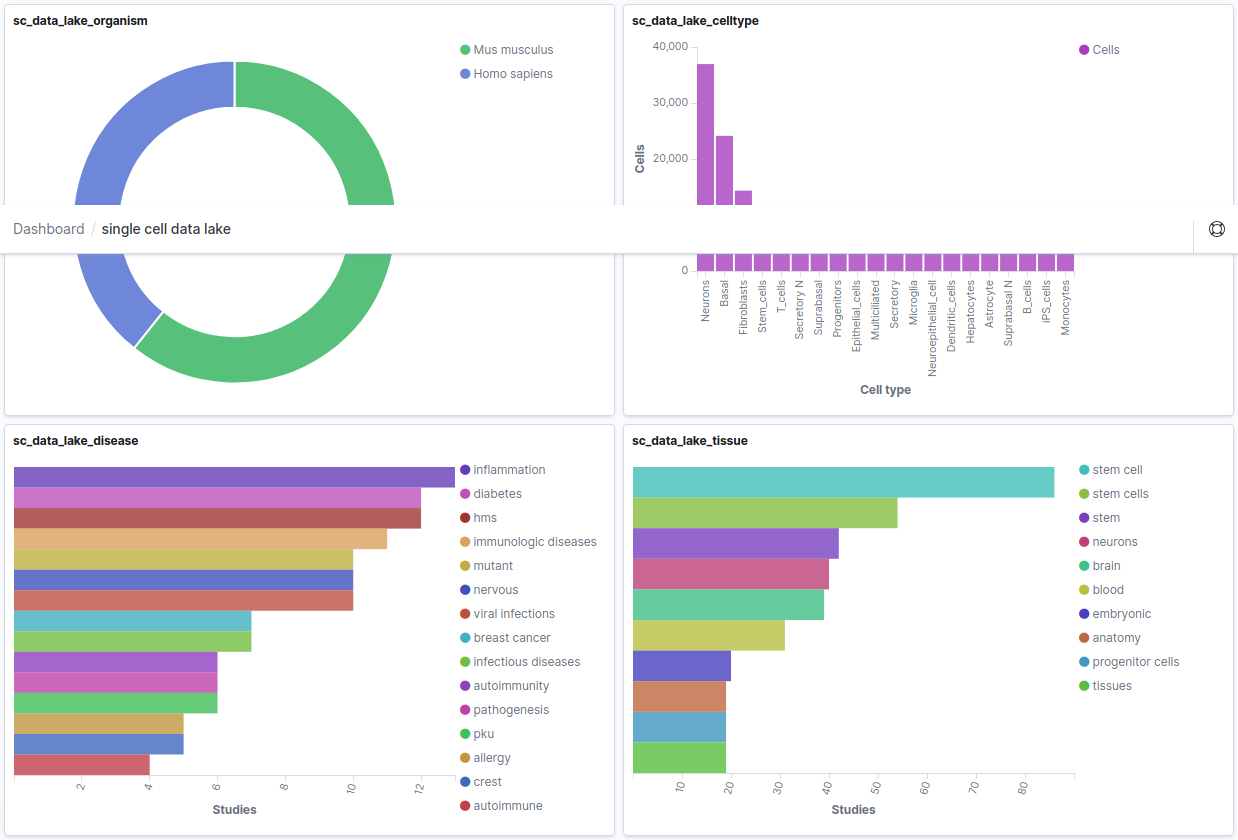 sc_data_lake_organism
Mus musculus
Homo sapiens
sc_data_lake_celltype
40,000
30,000
20,000
0
Cells
Cells
Neurons
Basal
Fibroblasts
Stem_cells
T_cells
Secretory N
Suprabasal
Progenitors
Epithelial_cells
Multiciliated
Secretory
Microglia
Neuroepithelial_cell
Dendritic_cells
Hepatocytes
Astrocyte
Suprabasal N
B_cells
iPS_cells
Monocytes
Cell type
Dashboard / single cell data lake
sc_data_lake_disease
inflammation
diabetes
hms
immunologic diseases
mutant
nervous
viral infections
breast cancer
infectious diseases
autoimmunity
pathogenesis
pku
allergy
crest
autoimmune
2 4 6 8 10 12
Studies
sc_data_lake_tissue
stem cell
stem cells
stem
neurons
brain
blood
embryonic
anatomy
progenitor cells
tissues
10 20 30 40 50 60 70 80
Studies